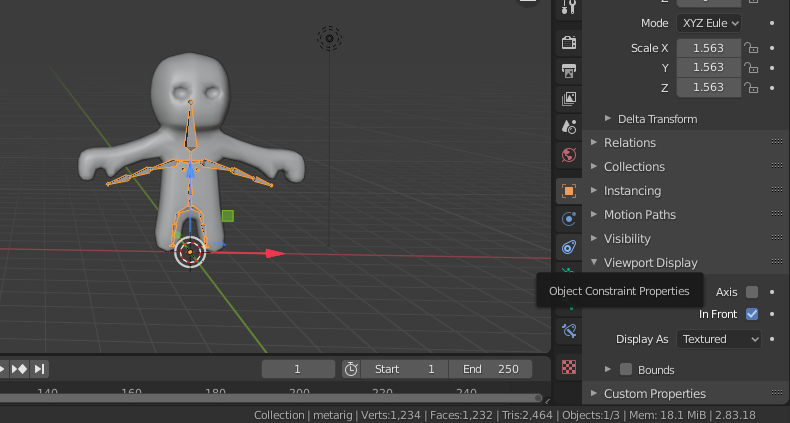 Mode XYZ Eule
Scale X 1.563
Y 1.563
Z 1.563
Delta Transform
Relations
Collections
Instancing
Motion Paths
Visibility
Viewport Display
Object Constraint Properties
Axis
In Front
Display As Textured
Bounds
Custom Properties
1 Start 1 End 250
140 160 180 200 220 240
Collection | metarig | Verts:1,234 | Faces:1,232 | Tris:2,464 | Objects:1/3 | Mem: 18.1 MiB | 2.83.18